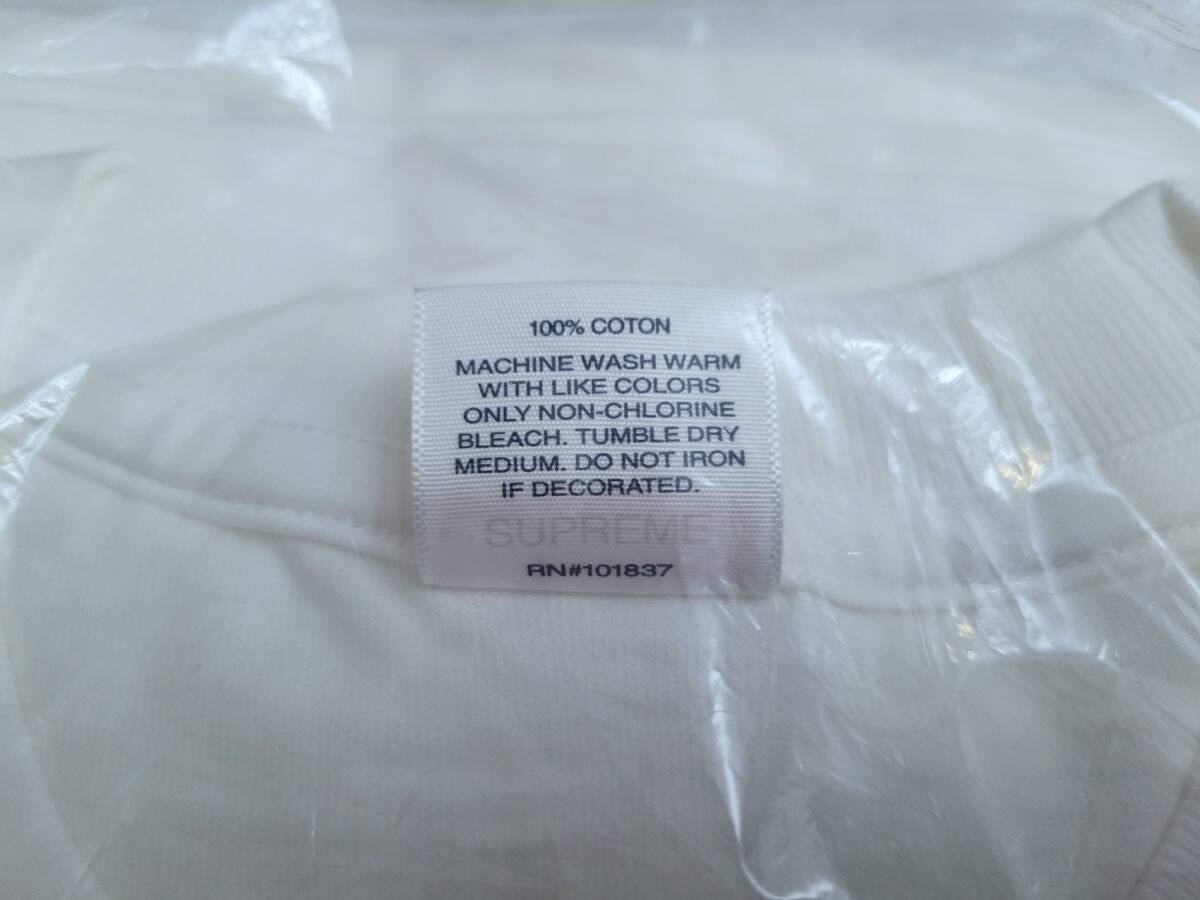 100% COTON
MACHINE WASH WARM
WITH LIKE COLORS
ONLY NON-CHLORINE
BLEACH. TUMBLE DRY
MEDIUM. DO NOT IRON
IF DECORATED.
SUPREME
RN#101837